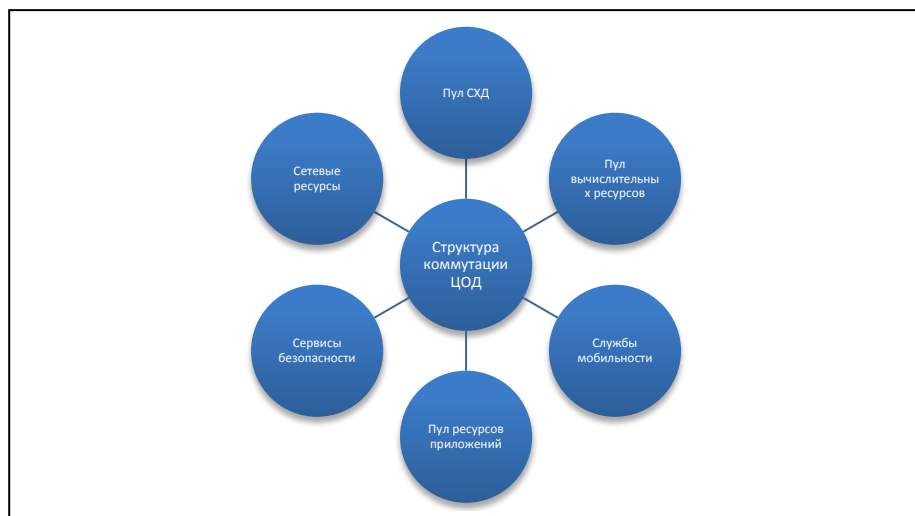 Пул СХД
Сетевые
ресурсы
Пул
вычислительны
х ресурсов
Структура
коммутации
ЦОД
Сервисы
безопасности
Службы
мобильности
Пул ресурсов
приложений